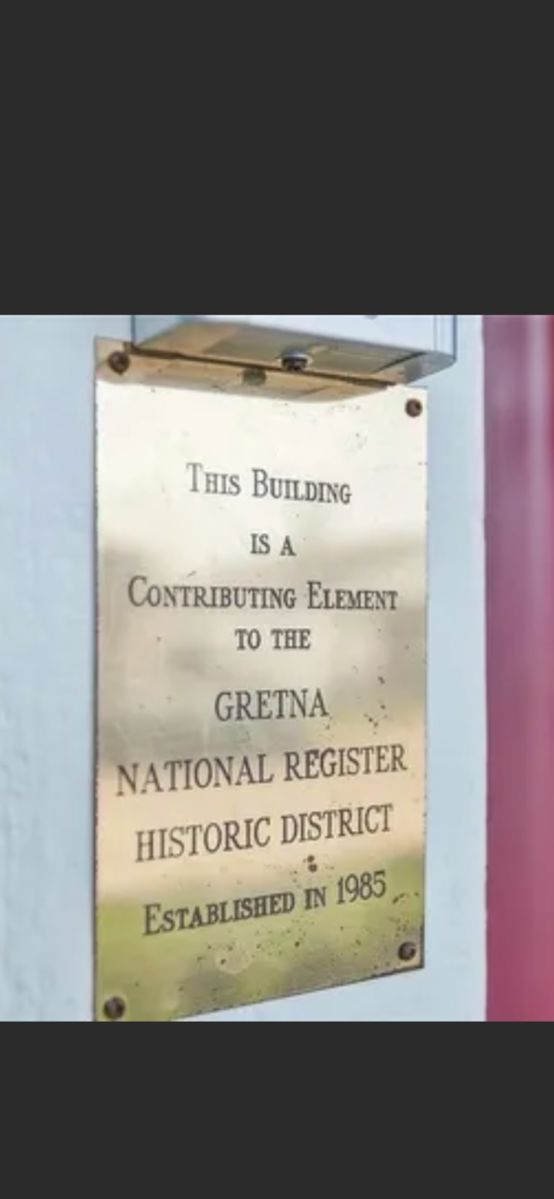 This Building
is a
Contributing Element
to the
GRETNA
NATIONAL REGISTER
HISTORIC DISTRICT
Established in 1985